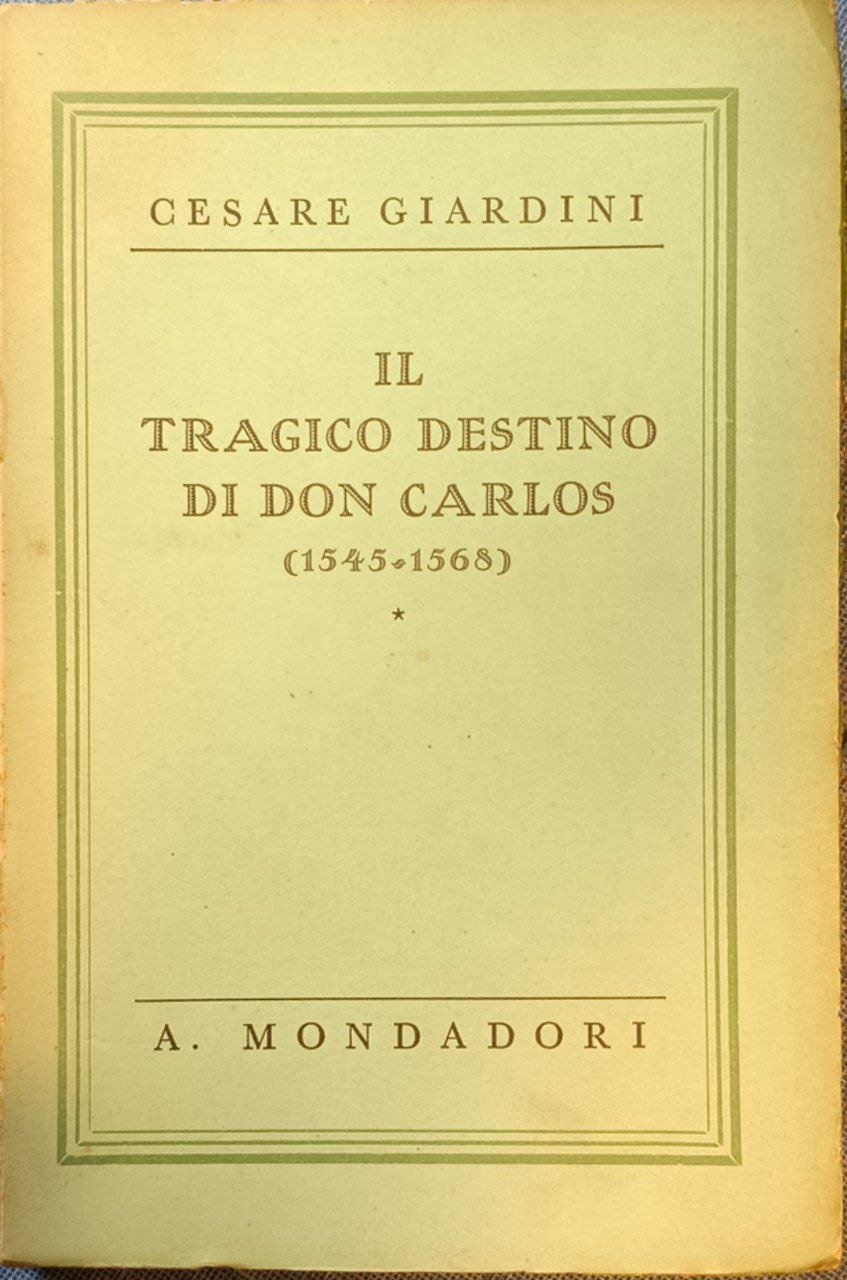 CESARE GIARDINI
IL
TRAGICO DESTINO
DI DON CARLOS
(1545-1568)
*
A. MONDADORI